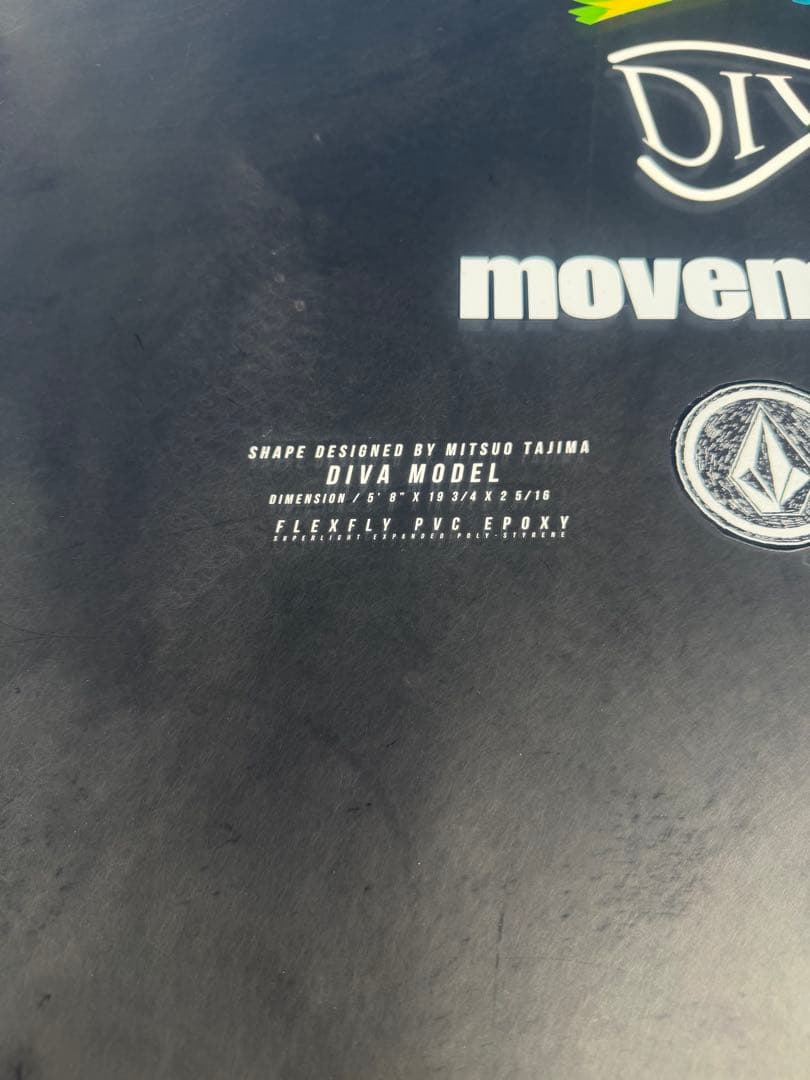 DIV
movem
SHAPE DESIGNED BY MITSUO TAJIMA
DIVA MODEL
DIMENSION / 5' 8" X 19 3/4 X 2 5/16
FLEXFLY PVC EPOXY
SUPERLIGHT EXPANDED POLY-STYRENE